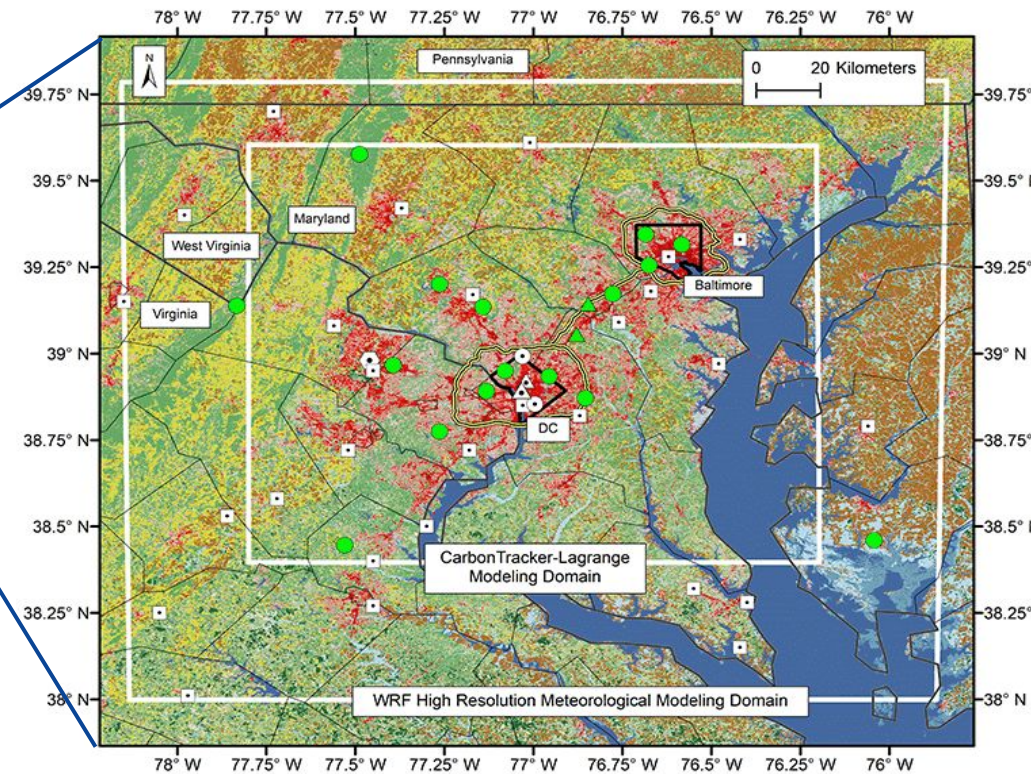 78° W 77.75° W 77.5° W 77.25° W 77° W 76.75° W 76.5° W 76.25° W 76° W
N
Pennsylvania
0 20 Kilometers
39.75° N 39.75°
39.5° N 39.5°
Maryland
West Virginia
39.25° N 39.25°
Baltimore
Virginia
39° N 39° N
DC
38.75° N 38.75°
38.5° N 38.5°
CarbonTracker-Lagrange
Modeling Domain
38.25° N 38.25°
WRF High Resolution Meteorological Modeling Domain
38° N 38° N
78° W 77.75° W 77.5° W 77.25° W 77° W 76.75° W 76.5° W 76.25° W 76° W